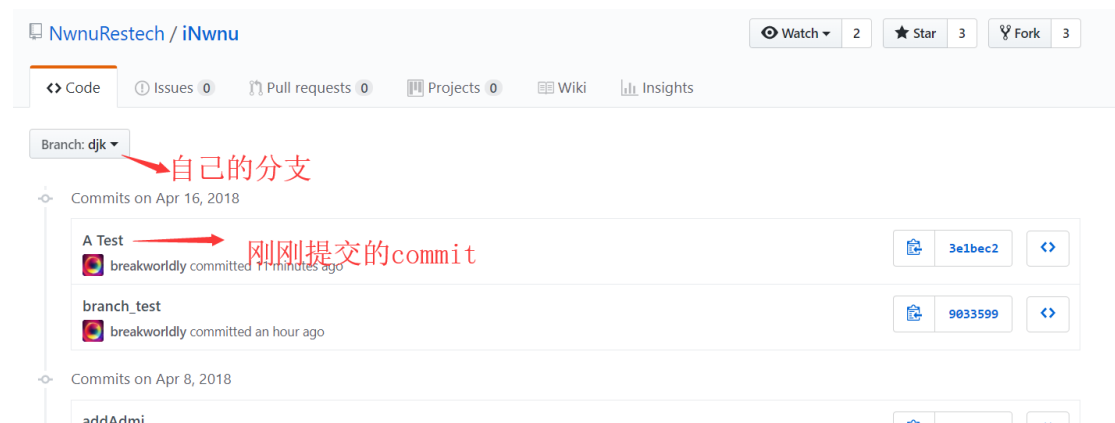 NwnuRestech / iNwnu
Watch 2 Star 3 Fork 3
Code Issues 0 Pull requests 0 Projects 0 Wiki Insights
Branch: djk
自己的分支
Commits on Apr 16, 2018
A Test
刚刚提交的commit
3e1bec2
breakworldly committed 11 minutes ago
branch_test
9033599
breakworldly committed an hour ago
Commits on Apr 8, 2018
addAdmi